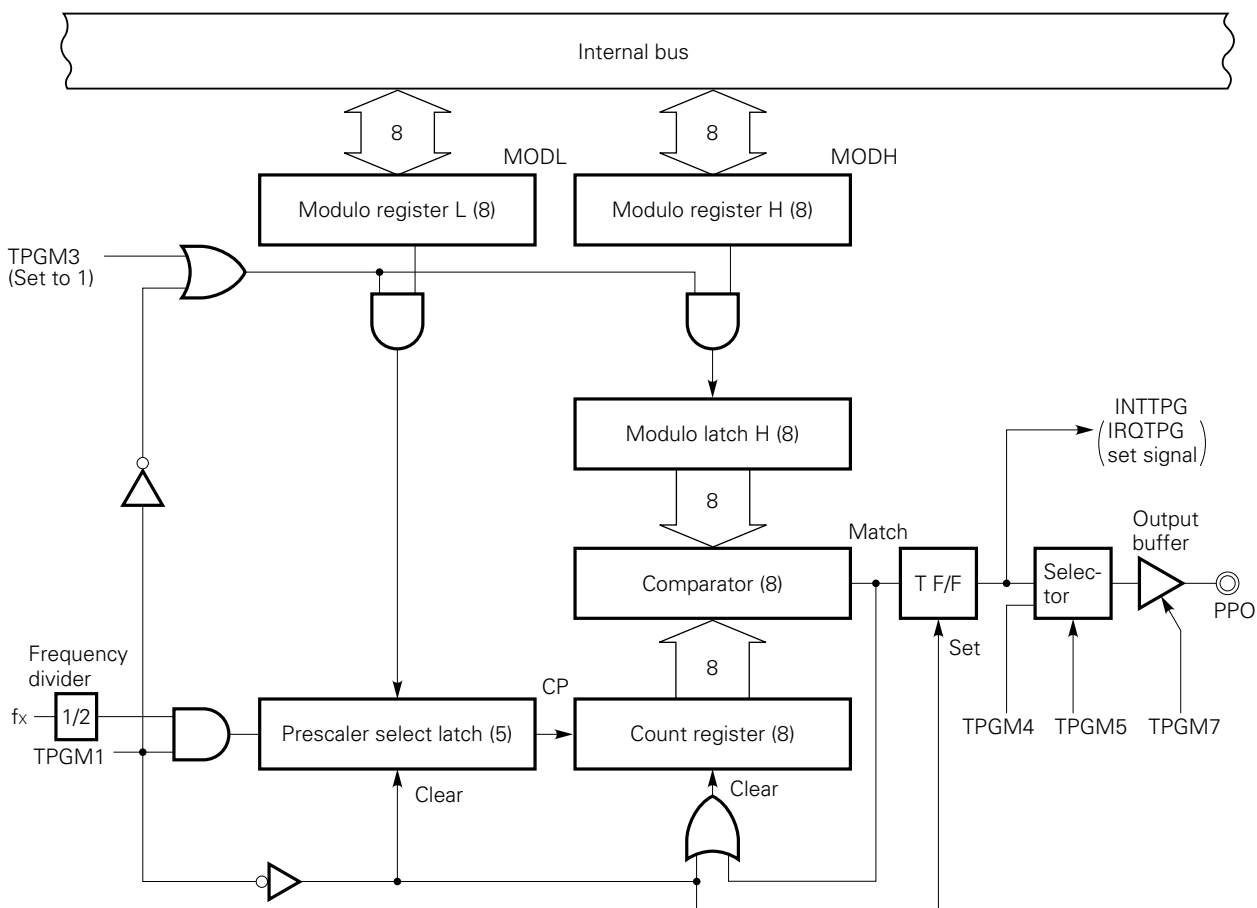 Internal bus
8
8
MODL
MODH
Modulo register L (8)
Modulo register H (8)
TPGM3
(Set to 1)
Modulo latch H (8)
INTTPG
IRQTPG
set signal
8
Match
Output
buffer
Comparator (8)
T F/F
Selec-
tor
PPO
Set
8
Frequency
divider
CP
fX
1/2
Prescaler select latch (5)
Count register (8)
TPGM4
TPGM5
TPGM7
TPGM1
Clear
Clear